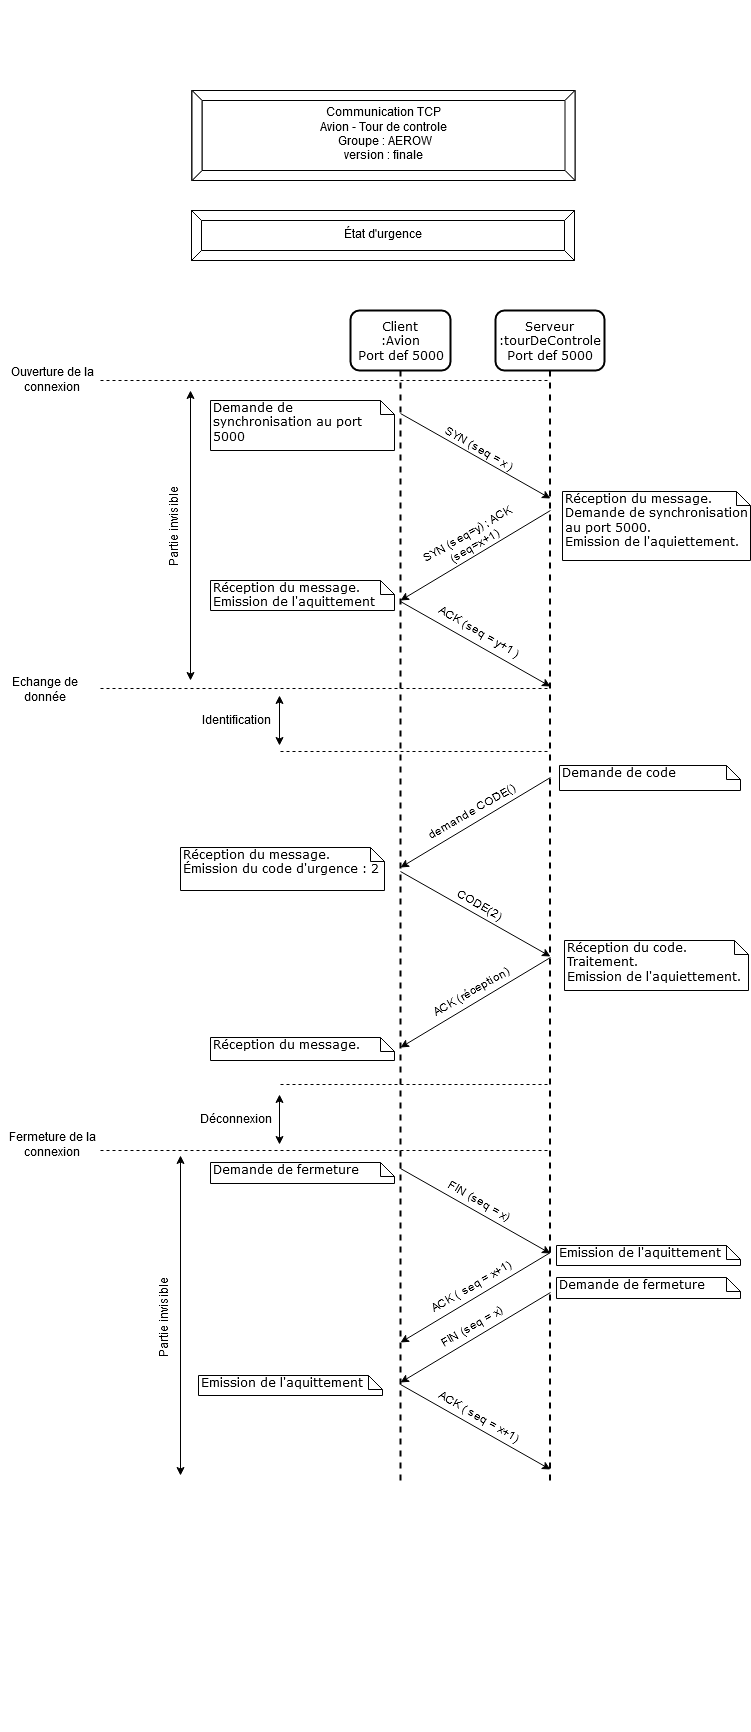 Communication TCP
Avion - Tour de controle
Groupe : AEROW
version : finale
État d'urgence
Client
:Avion
Port def 5000
Serveur
:tourDeControle
Port def 5000
Ouverture de la
connexion
Partie invisible
Demande de
synchronisation au port
5000
SYN (seq = x)
Réception du message.
Demande de synchronisation
au port 5000.
Emission de l'aquiettement.
SYN (seq=y) ; ACK
(seq=x+1)
Réception du message.
Emission de l'aquittement
ACK (seq = y+1)
Echange de
donnée
Identification
Demande de code
demande CODE()
Réception du message.
Émission du code d'urgence : 2
CODE(2)
Réception du code.
Traitement.
Emission de l'aquiettement.
ACK (réception)
Réception du message.
Déconnexion
Fermeture de la
connexion
Partie invisible
Demande de fermeture
FIN (seq = x)
Emission de l'aquittement
ACK ( seq = x+1)
Demande de fermeture
FIN (seq = x)
Emission de l'aquittement
ACK ( seq = x+1)